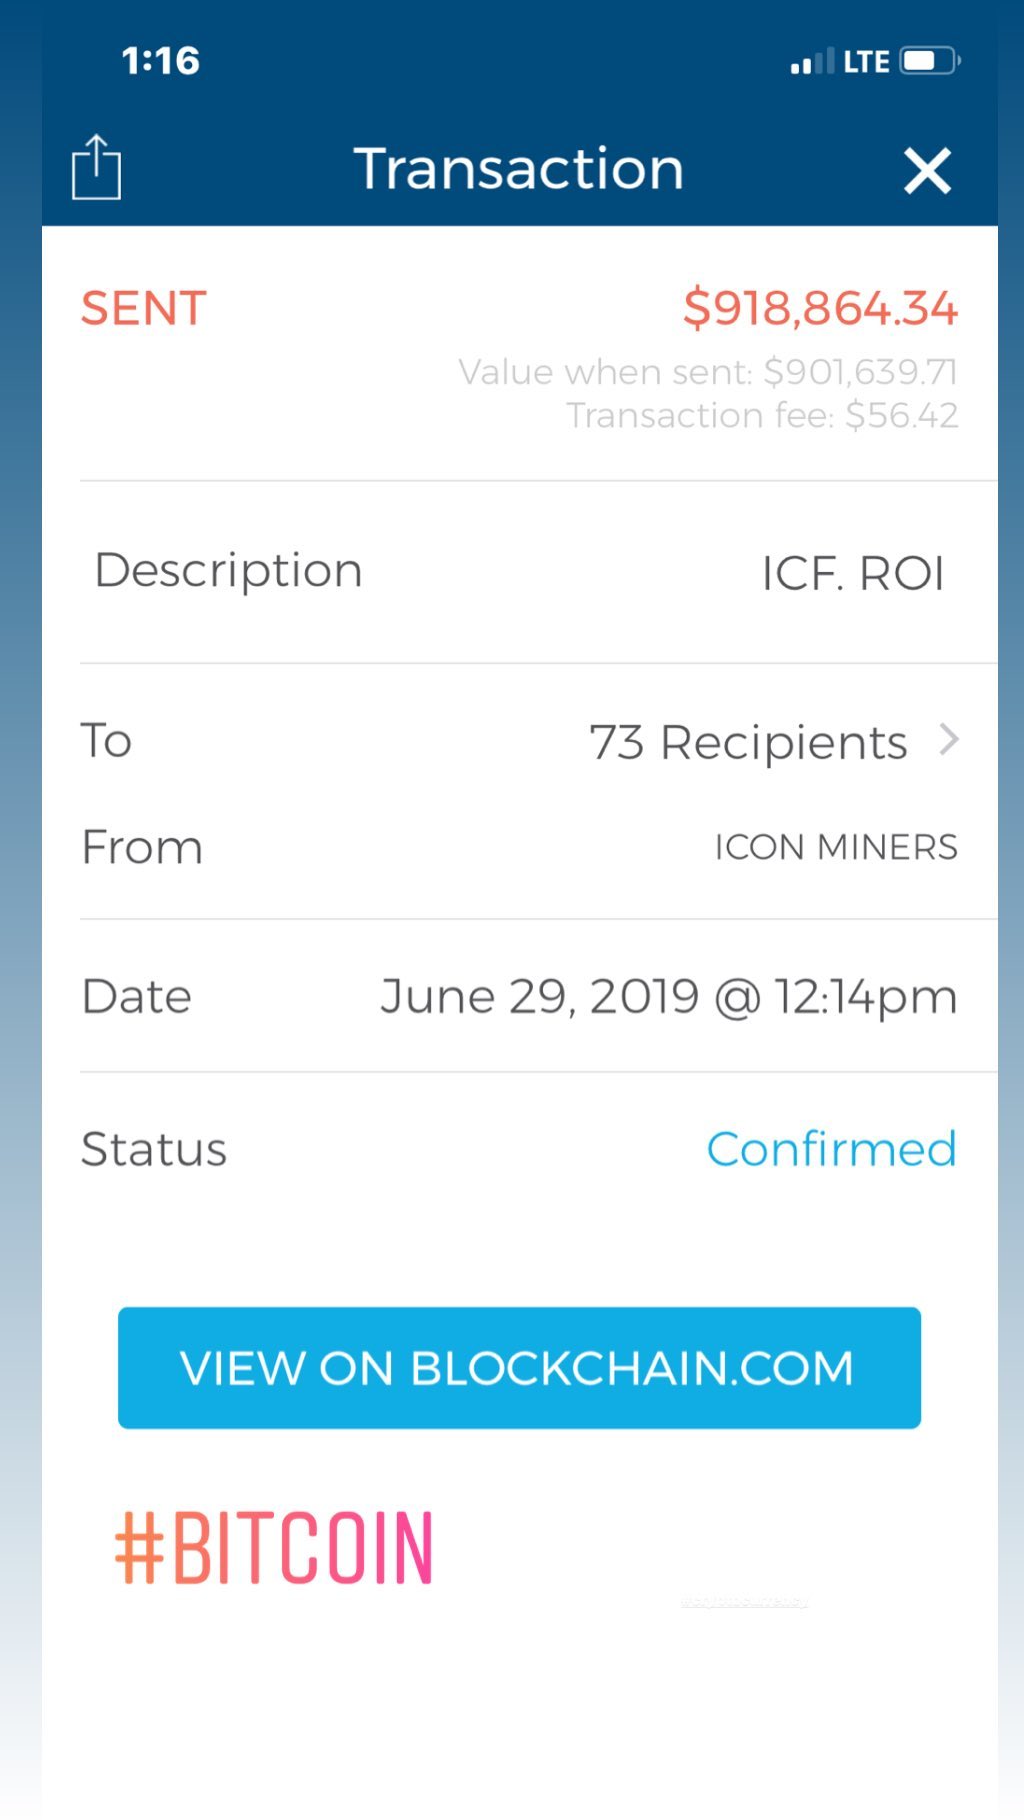 1:16 LTE
Transaction
SENT $918,864.34
Value when sent: $901,639.71
Transaction fee: $56.42
Description ICF. ROI
To 73 Recipients
From ICON MINERS
Date June 29, 2019 @ 12:14pm
Status Confirmed
VIEW ON BLOCKCHAIN.COM
#BITCOIN
#cryptocurrency